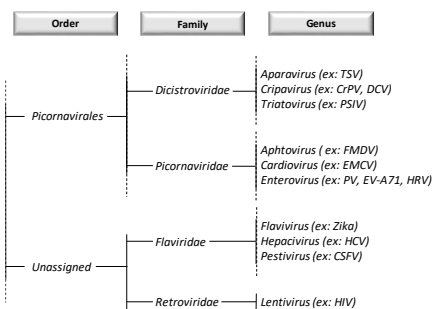 Order
Family
Genus
Picornavirales
Dicistroviridae
Aparavirus (ex: TSV)
Cripavirus (ex: CrPV, DCV)
Triatovirus (ex: PSIV)
Picornaviridae
Aphtovirus ( ex: FMDV)
Cardiovirus (ex: EMCV)
Enterovirus (ex: PV, EV-A71, HRV)
Unassigned
Flaviridae
Flavivirus (ex: Zika)
Hepacivirus (ex: HCV)
Pestivirus (ex: CSFV)
Retroviridae
Lentivirus (ex: HIV)